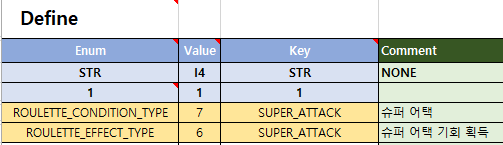 Define
Enum Value Key Comment
STR I4 STR NONE
1 1 1
ROULETTE_CONDITION_TYPE 7 SUPER_ATTACK 슈퍼 어택
ROULETTE_EFFECT_TYPE 6 SUPER_ATTACK 슈퍼 어택 기회 획득